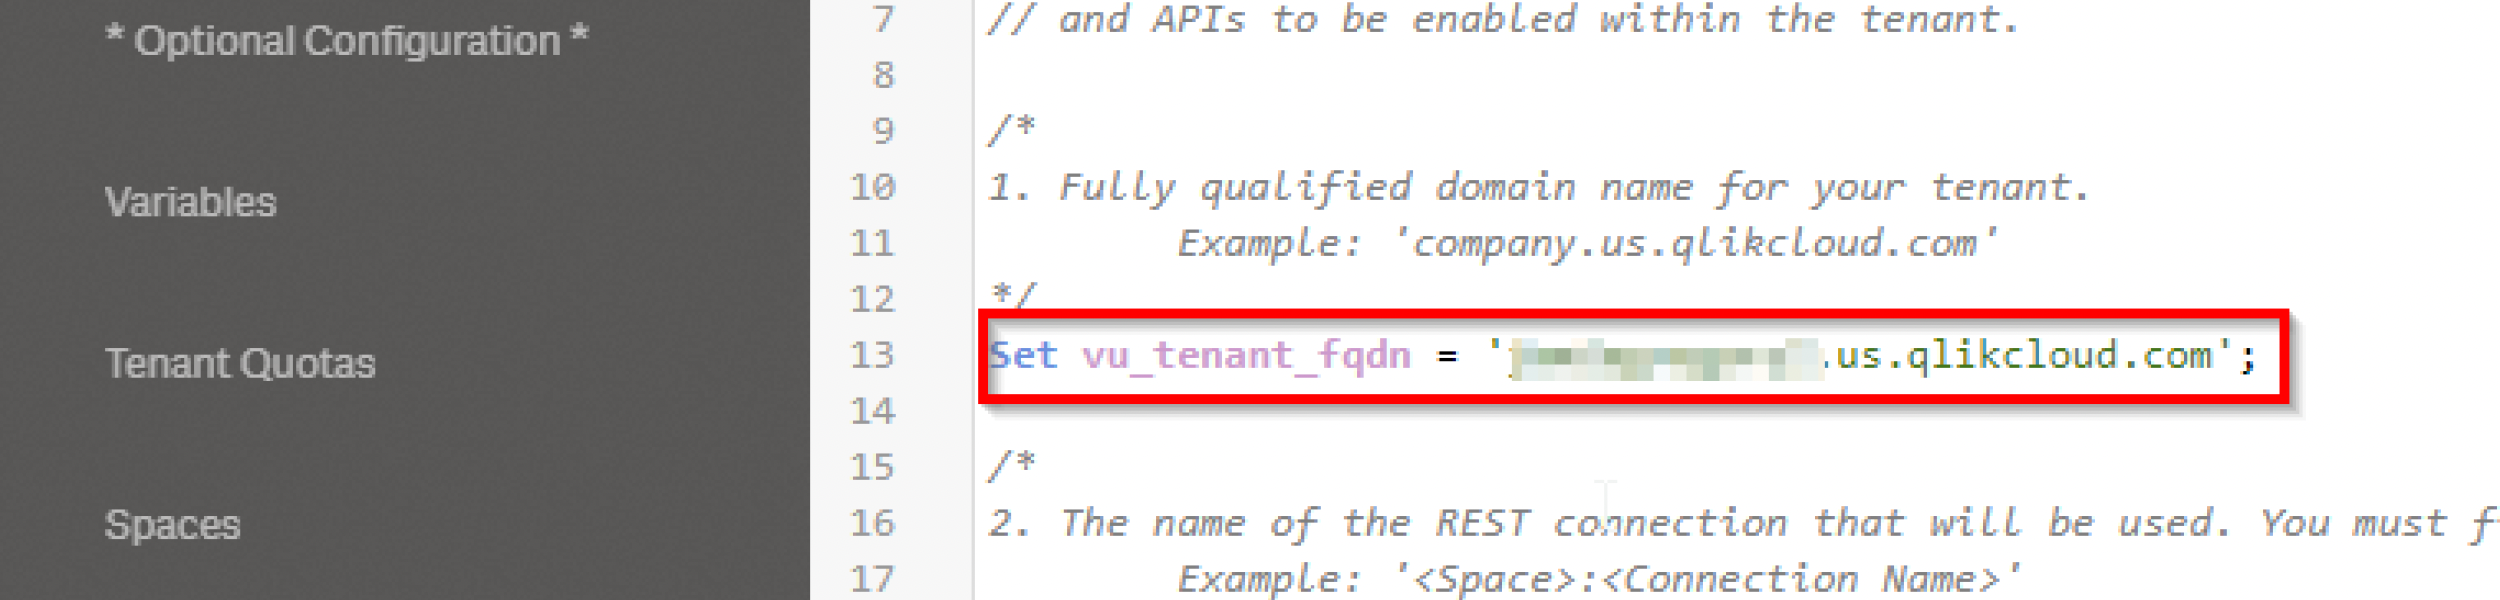 * Optional Configuration *
Variables
Tenant Quotas
Spaces
7 // and APIs to be enabled within the tenant.
8
9 /*
10 1. Fully qualified domain name for your tenant.
11 Example: 'company.us.qlikcloud.com'
12 */
13 Set vu_tenant_fqdn = '.us.qlikcloud.com';
14
15 /*
16 2. The name of the REST connection that will be used. You must
17 Example: '<Space>:<Connection Name>'